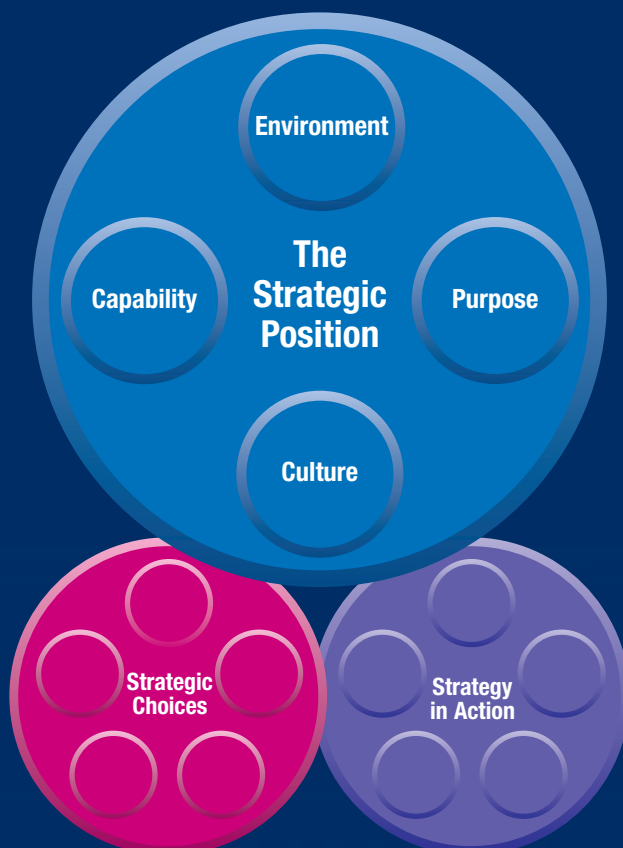 Environment
The
Strategic
Position
Capability
Purpose
Culture
Strategic
Choices
Strategy
in Action